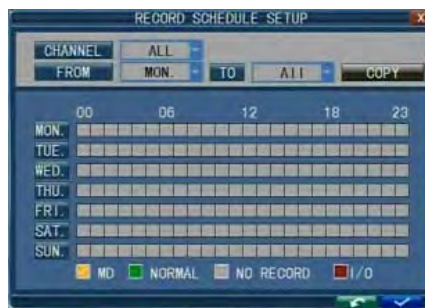 RECORD SCHEDULE SETUP X
CHANNEL ALL
FROM MON. TO All COPY
00 06 12 18 23
MON.
TUE.
WED.
THU.
FRI.
SAT.
SUN.
MD NORMAL NO RECORD I/O